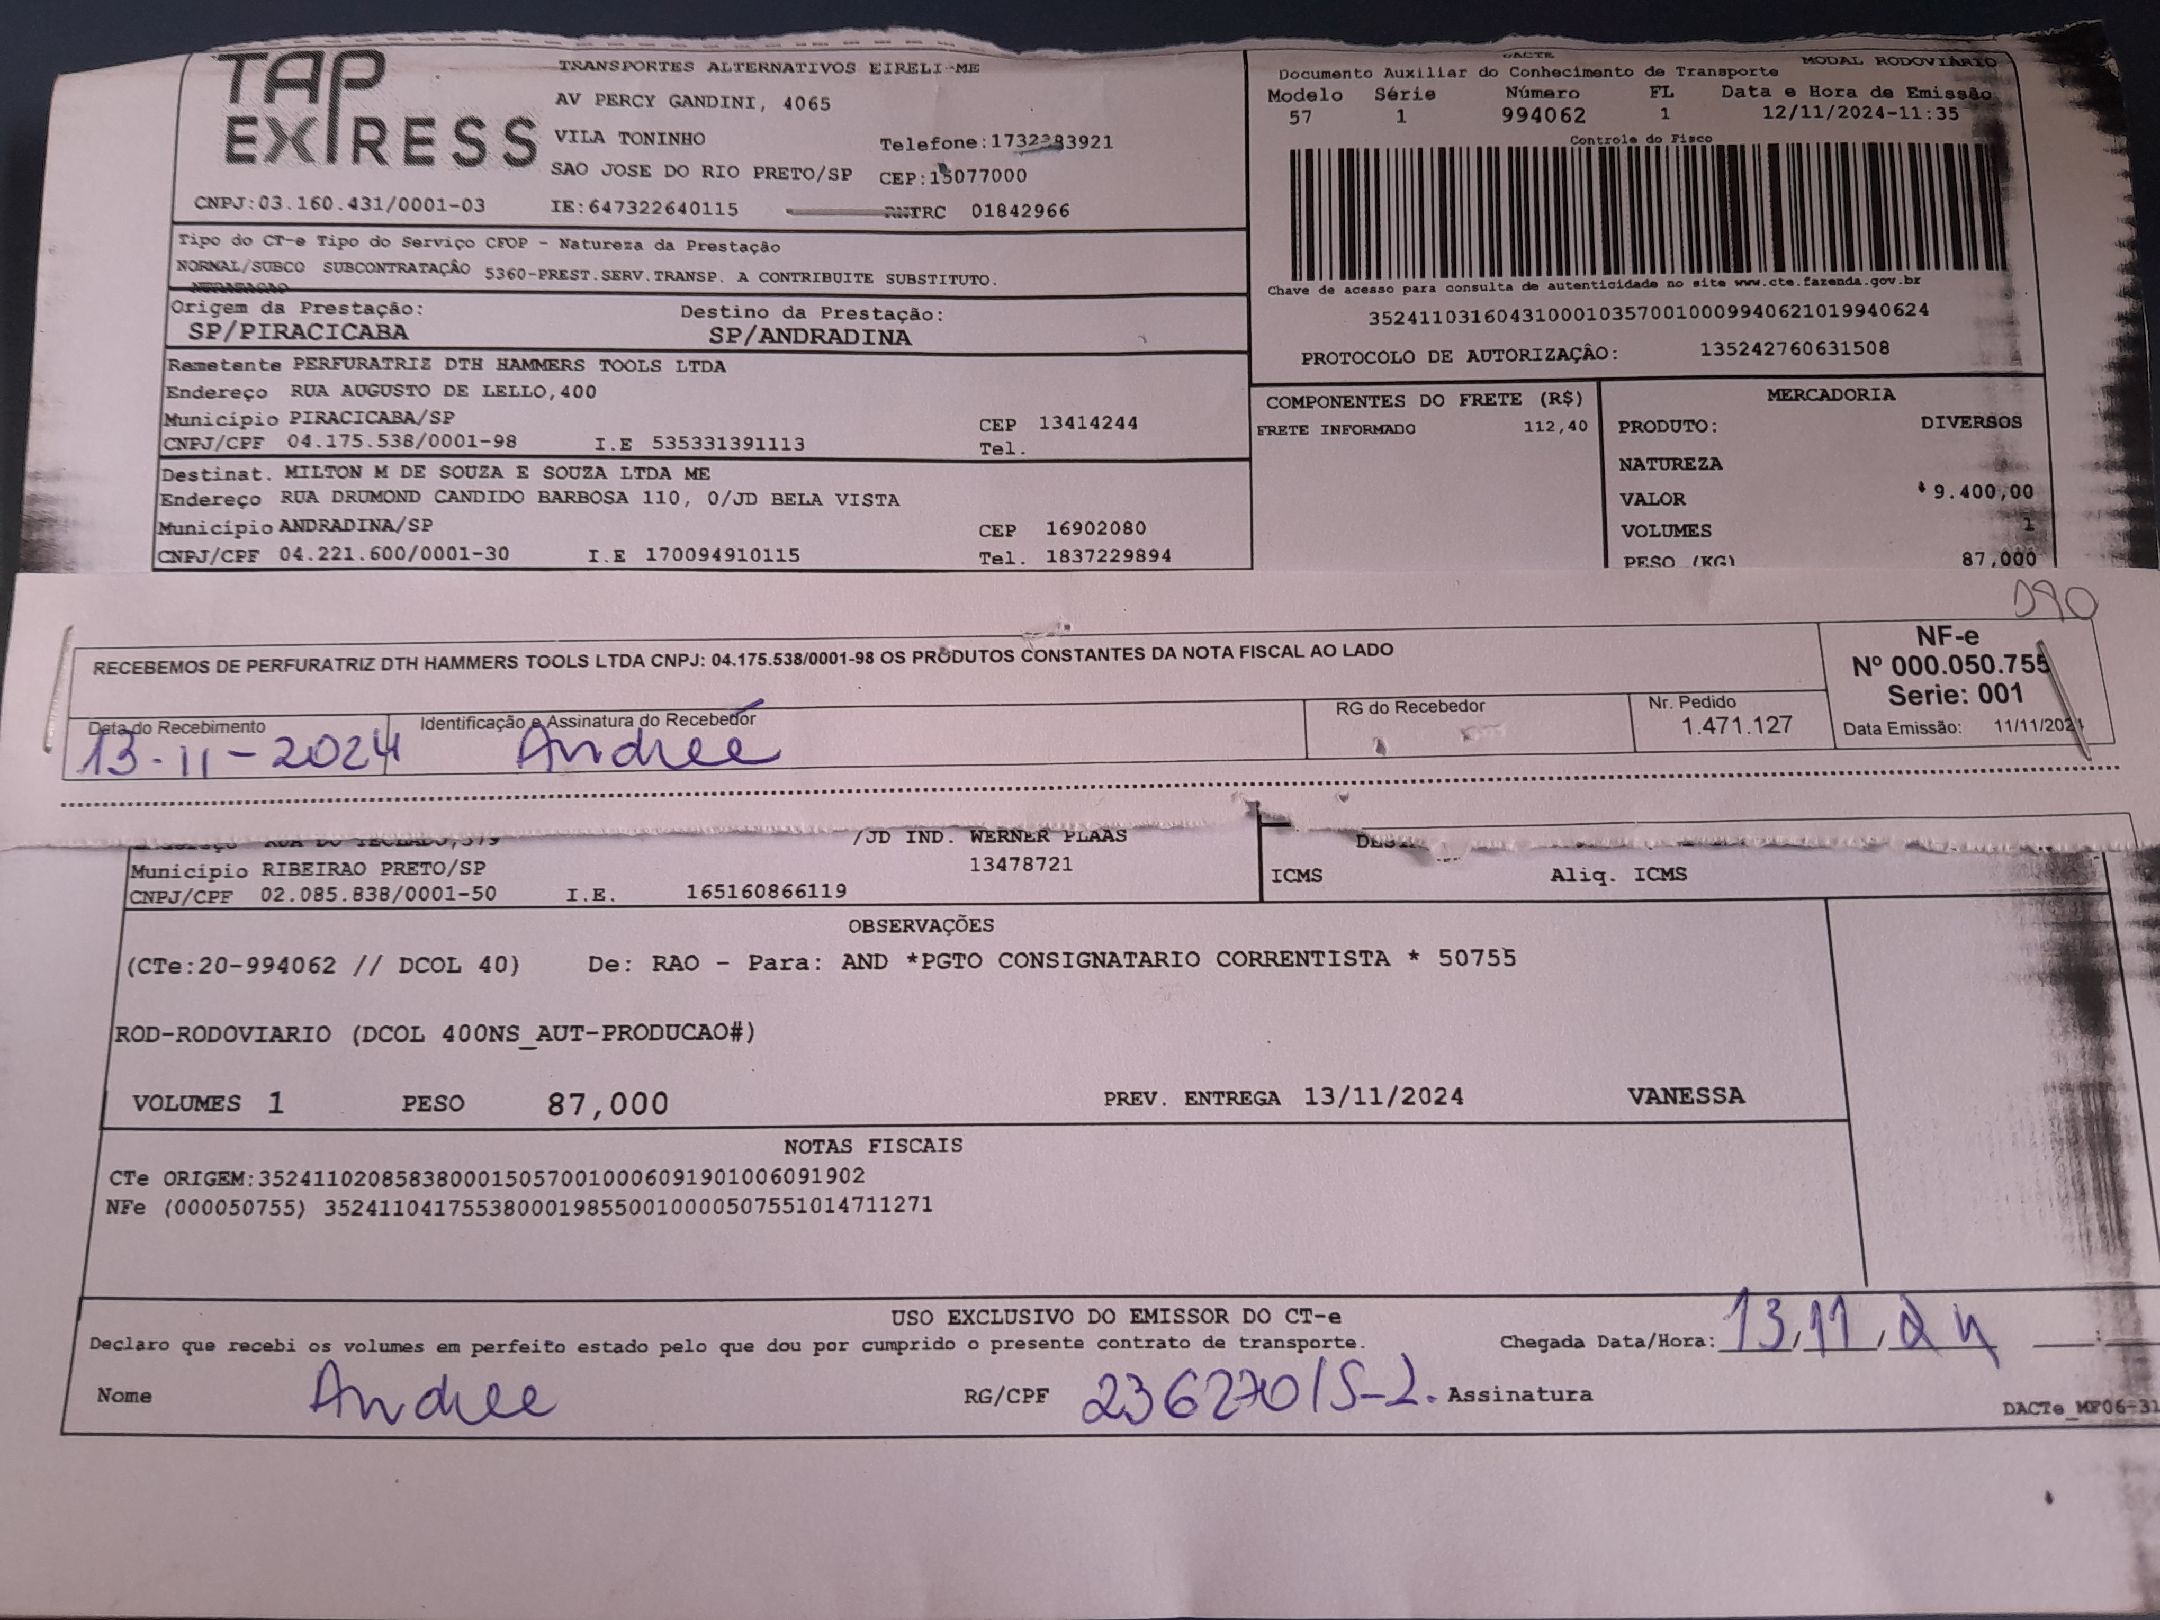 TAP
EXPRESS
TRANSPORTES ALTERNATIVOS EIRELI-ME
AV PERCY GANDINI, 4065
VILA TONINHO Telefone:1732283921
SAO JOSE DO RIO PRETO/SP CEP:15077000
CNPJ:03.160.431/0001-03 IE:647322640115 RNTRC 01842966
DACTE MODAL RODOVIÁRIO
Documento Auxiliar do Conhecimento de Transporte
Modelo Série Número FL Data e Hora de Emissão
57 1 994062 1 12/11/2024-11:35
Controle do Fisco
Chave de acesso para consulta de autenticidade no site www.cte.fazenda.gov.br
35241103160431000103570010009940621019940624
PROTOCOLO DE AUTORIZAÇÃO: 135242760631508
Tipo do CT-e Tipo do Serviço CFOP - Natureza da Prestação
NORMAL/SUBCO SUBCONTRATAÇÃO 5360-PREST.SERV.TRANSP. A CONTRIBUITE SUBSTITUTO.
Origem da Prestação: Destino da Prestação:
SP/PIRACICABA SP/ANDRADINA
Remetente PERFURATRIZ DTH HAMMERS TOOLS LTDA
Endereço RUA AUGUSTO DE LELLO,400
Município PIRACICABA/SP CEP 13414244
CNPJ/CPF 04.175.538/0001-98 I.E 535331391113 Tel.
Destinat. MILTON M DE SOUZA E SOUZA LTDA ME
Endereço RUA DRUMOND CANDIDO BARBOSA 110, 0/JD BELA VISTA
Município ANDRADINA/SP CEP 16902080
CNPJ/CPF 04.221.600/0001-30 I.E 170094910115 Tel. 1837229894
COMPONENTES DO FRETE (R$)
FRETE INFORMADO 112,40
MERCADORIA
PRODUTO: DIVERSOS
NATUREZA
VALOR 9.400,00
VOLUMES 1
PESO (KG) 87,000
RECEBEMOS DE PERFURATRIZ DTH HAMMERS TOOLS LTDA CNPJ: 04.175.538/0001-98 OS PRODUTOS CONSTANTES DA NOTA FISCAL AO LADO
NF-e
Nº 000.050.755
Serie: 001
Data Emissão: 11/11/2024
Data do Recebimento Identificação e Assinatura do Recebedor RG do Recebedor Nr. Pedido
13-11-2024 Andree 1.471.127
/JD IND. WERNER PLAAS
Município RIBEIRAO PRETO/SP 13478721
CNPJ/CPF 02.085.838/0001-50 I.E. 165160866119
ICMS Aliq. ICMS
OBSERVAÇÕES
(CTe:20-994062 // DCOL 40) De: RAO - Para: AND *PGTO CONSIGNATARIO CORRENTISTA * 50755
ROD-RODOVIARIO (DCOL 400NS_AUT-PRODUCAO#)
VOLUMES 1 PESO 87,000 PREV. ENTREGA 13/11/2024 VANESSA
NOTAS FISCAIS
CTe ORIGEM:35241102085838000150570010006091901006091902
NFe (000050755) 35241104175538000198550010000507551014711271
USO EXCLUSIVO DO EMISSOR DO CT-e
Declaro que recebi os volumes em perfeito estado pelo que dou por cumprido o presente contrato de transporte. Chegada Data/Hora: 13/11/24
Nome Andree RG/CPF 23627015-2. Assinatura
DACTe_MF06-31